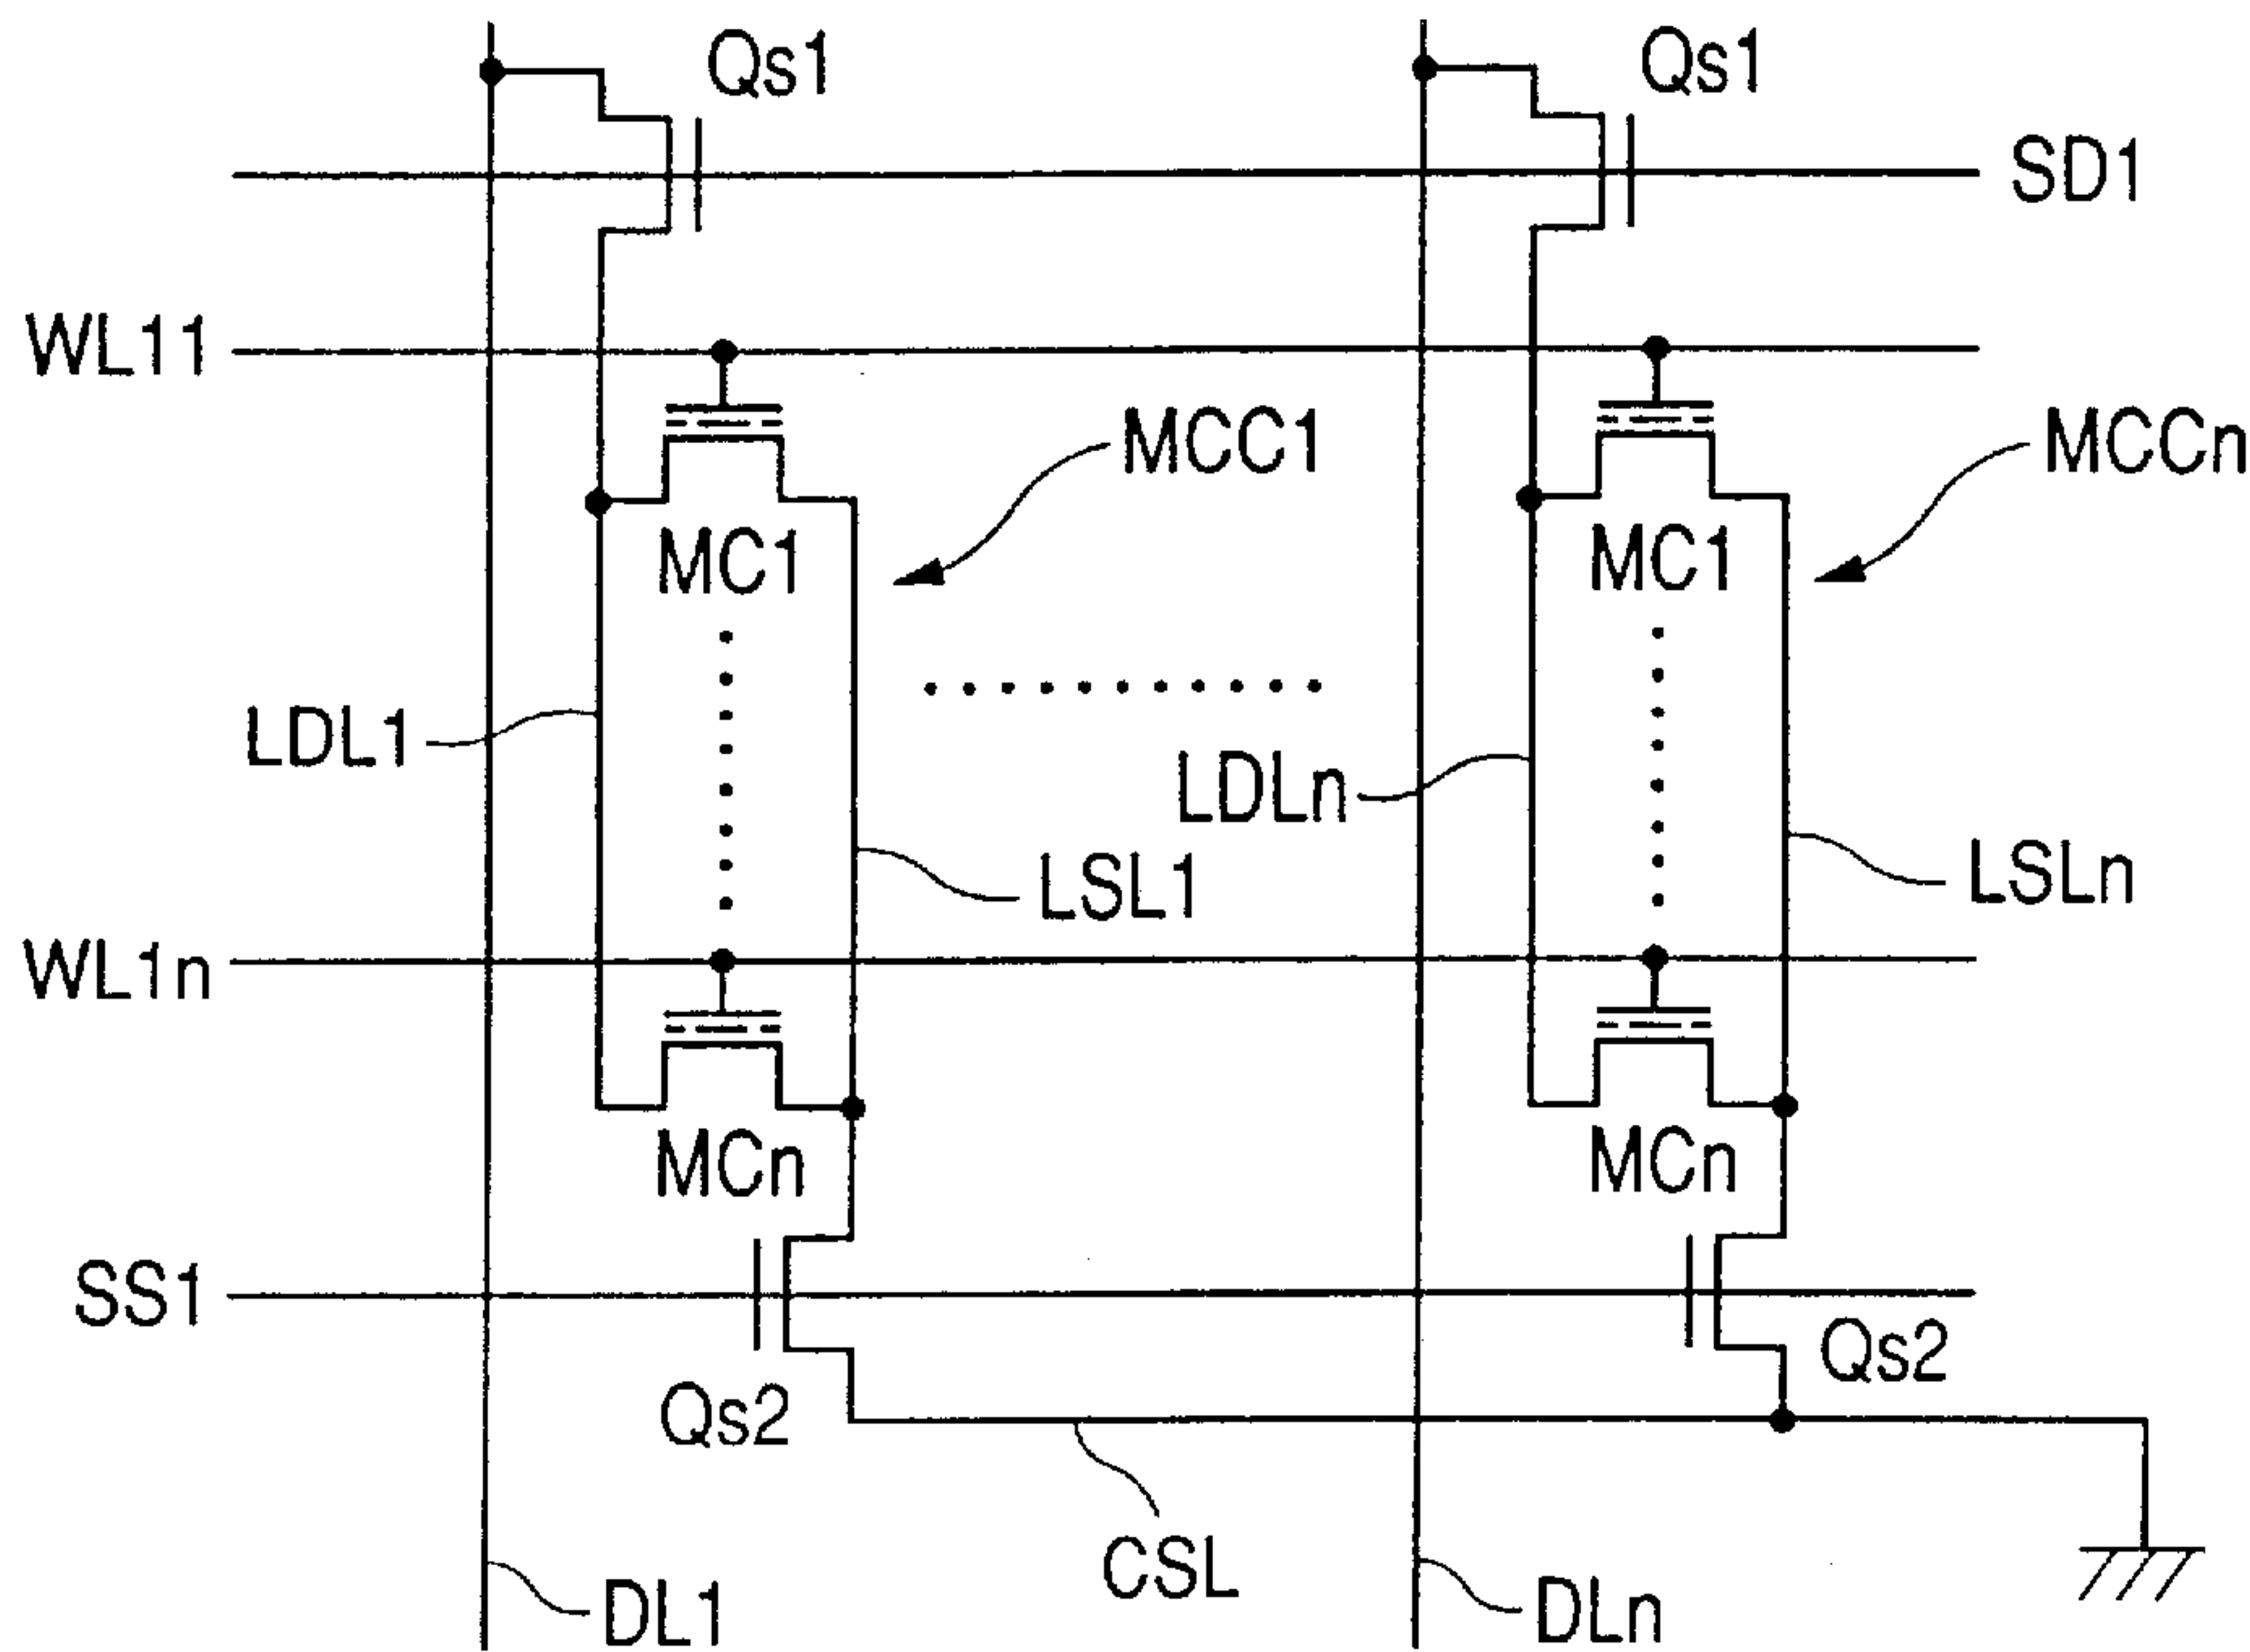 Qs1
Qs1
SD1
WL11
MCC1
MCCn
MC1
MC1
LDL1
LDLn
LSL1
LSLn
WL1n
MCn
MCn
SS1
Qs2
Qs2
CSL
DL1
DLn